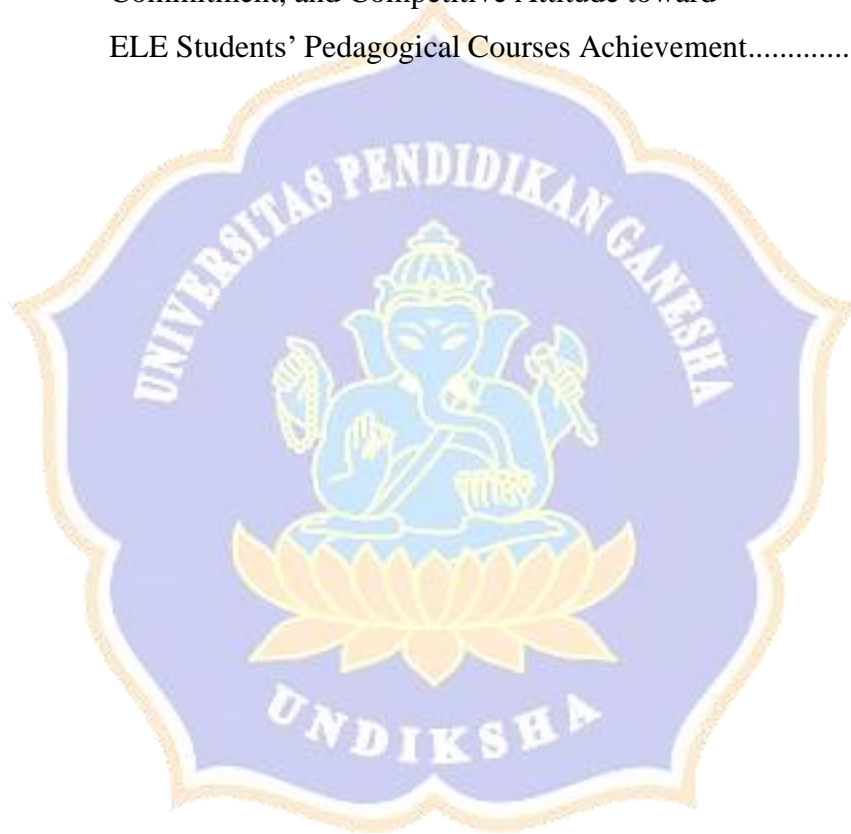 Commitment, and Competitive Attitude toward
ELE Students’ Pedagogical Courses Achievement.............
UNIVERSITAS PENDIDIKAN GANESHA
UNDIKSHA